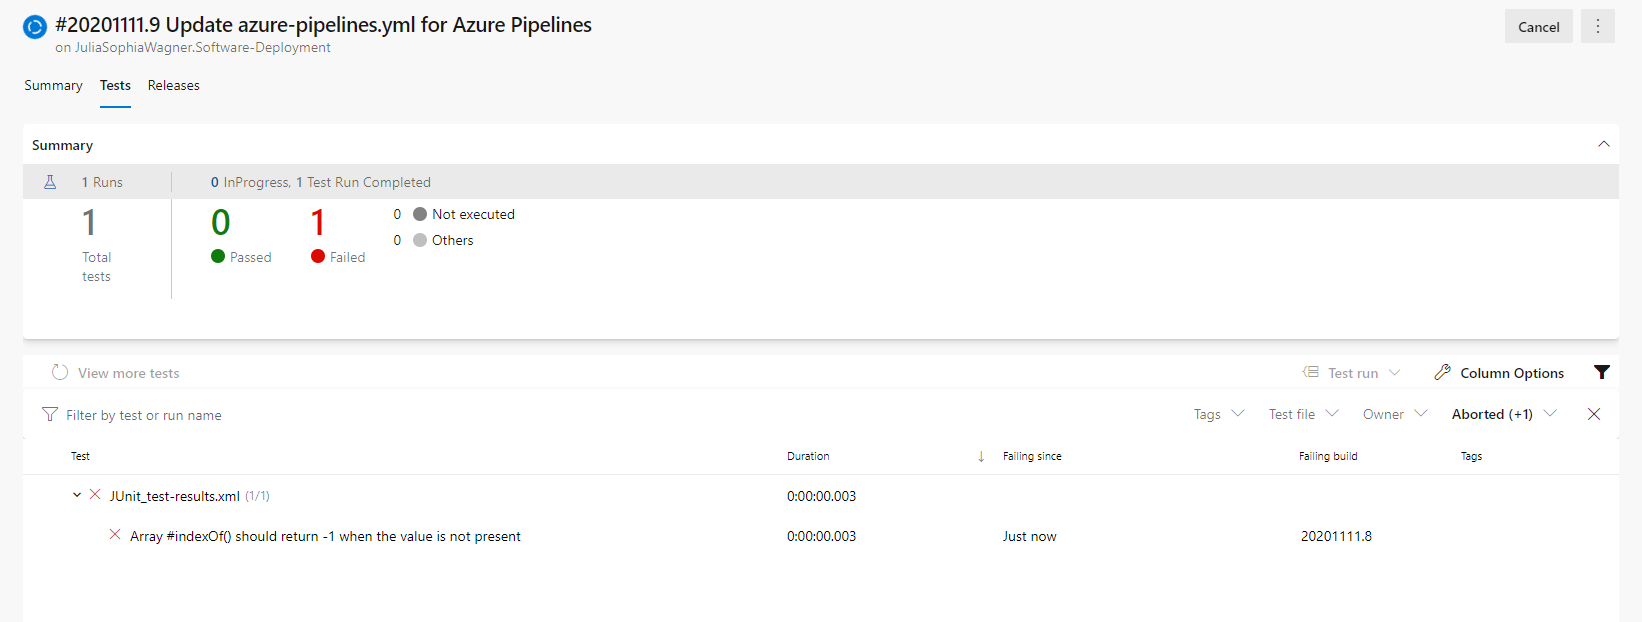 #20201111.9 Update azure-pipelines.yml for Azure Pipelines
on JuliaSophiaWagner.Software-Deployment
Cancel
Summary Tests Releases
Summary
1 Runs 0 InProgress, 1 Test Run Completed
1 0 1 0 Not executed
0 Others
Total tests
Passed Failed
View more tests Test run Column Options
Filter by test or run name Tags Test file Owner Aborted (+1)
Test Duration Failing since Failing build Tags
JUnit_test-results.xml (1/1) 0:00:00.003
Array #indexOf() should return -1 when the value is not present 0:00:00.003 Just now 20201111.8